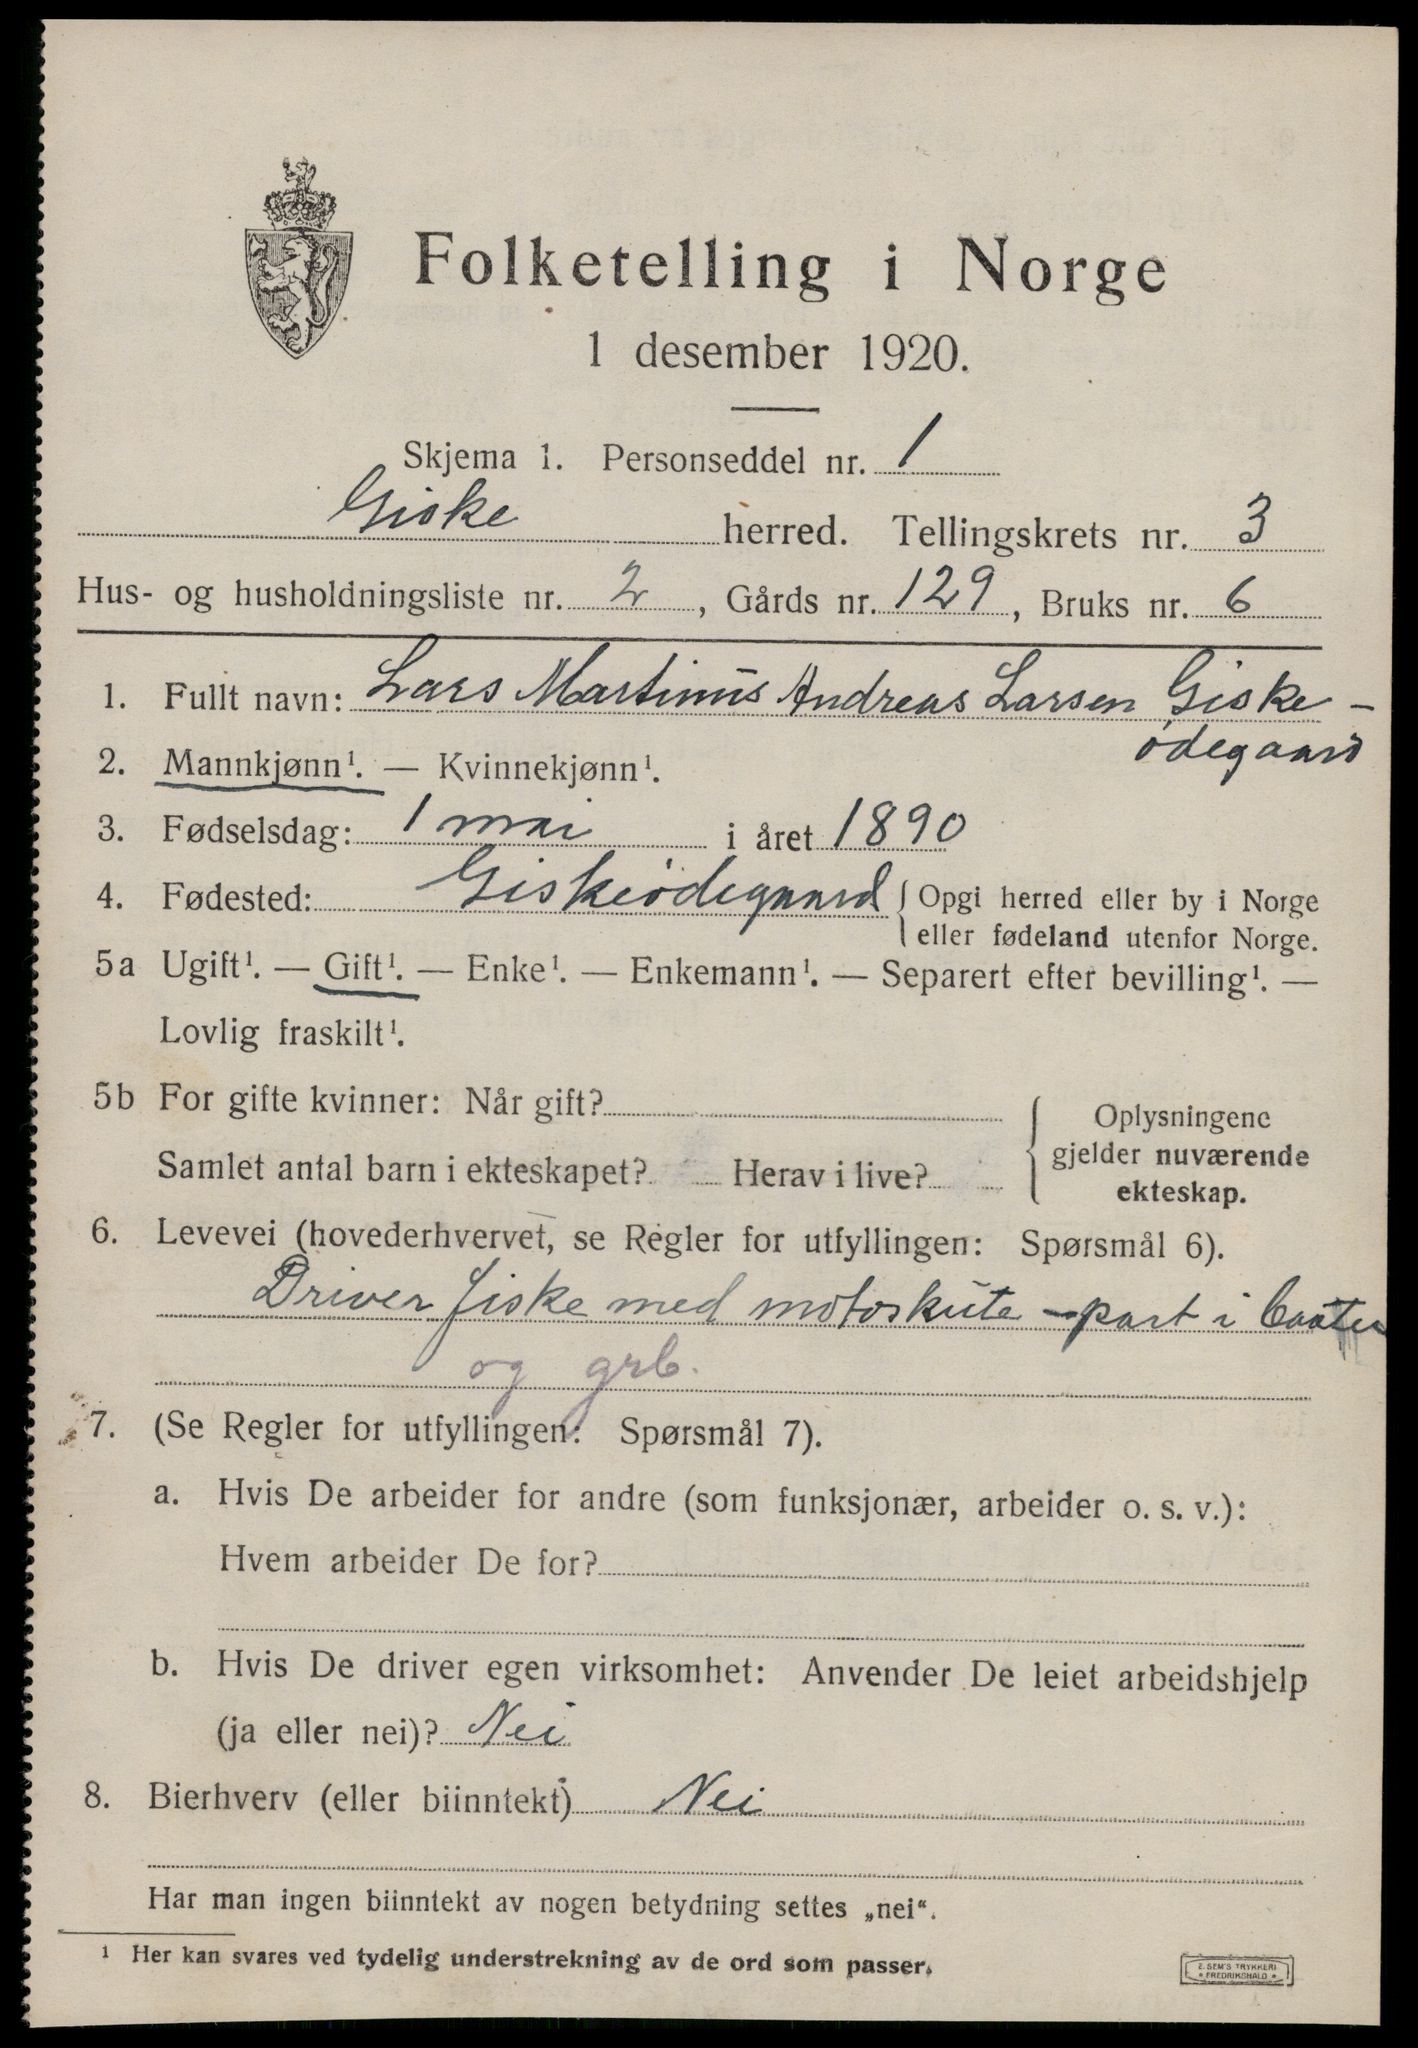 Folketelling i Norge
1 desember 1920.
Skjema 1. Personseddel nr. 1
Giske herred. Tellingskrets nr. 3
Hus- og husholdningsliste nr. 2, Gårds nr. 129, Bruks nr. 6
1. Fullt navn: Lars Martinus Andreas Larsen Giske-
ødegaard
2. Mannkjønn¹. — Kvinnekjønn¹.
3. Fødselsdag: 1 mai i året 1890
4. Fødested: Giskeødegaard { Opgi herred eller by i Norge
eller fødeland utenfor Norge.
5a Ugift¹. — Gift¹. — Enke¹. — Enkemann¹. — Separert efter bevilling¹. —
Lovlig fraskilt¹.
5b For gifte kvinner: Når gift?
Samlet antal barn i ekteskapet? Herav i live?
{ Oplysningene
gjelder nuværende
ekteskap.
6. Levevei (hovederhvervet, se Regler for utfyllingen: Spørsmål 6).
Driver fiske med motorskute - part i baaten
og grb.
7. (Se Regler for utfyllingen: Spørsmål 7).
a. Hvis De arbeider for andre (som funksjonær, arbeider o. s. v.):
Hvem arbeider De for?
b. Hvis De driver egen virksomhet: Anvender De leiet arbeidshjelp
(ja eller nei)? Nei
8. Bierhverv (eller biinntekt) Nei
Har man ingen biinntekt av nogen betydning settes „nei“.
¹ Her kan svares ved tydelig understrekning av de ord som passer.
E. SEM'S TRYKKERI
* FREDRIKSHALD *